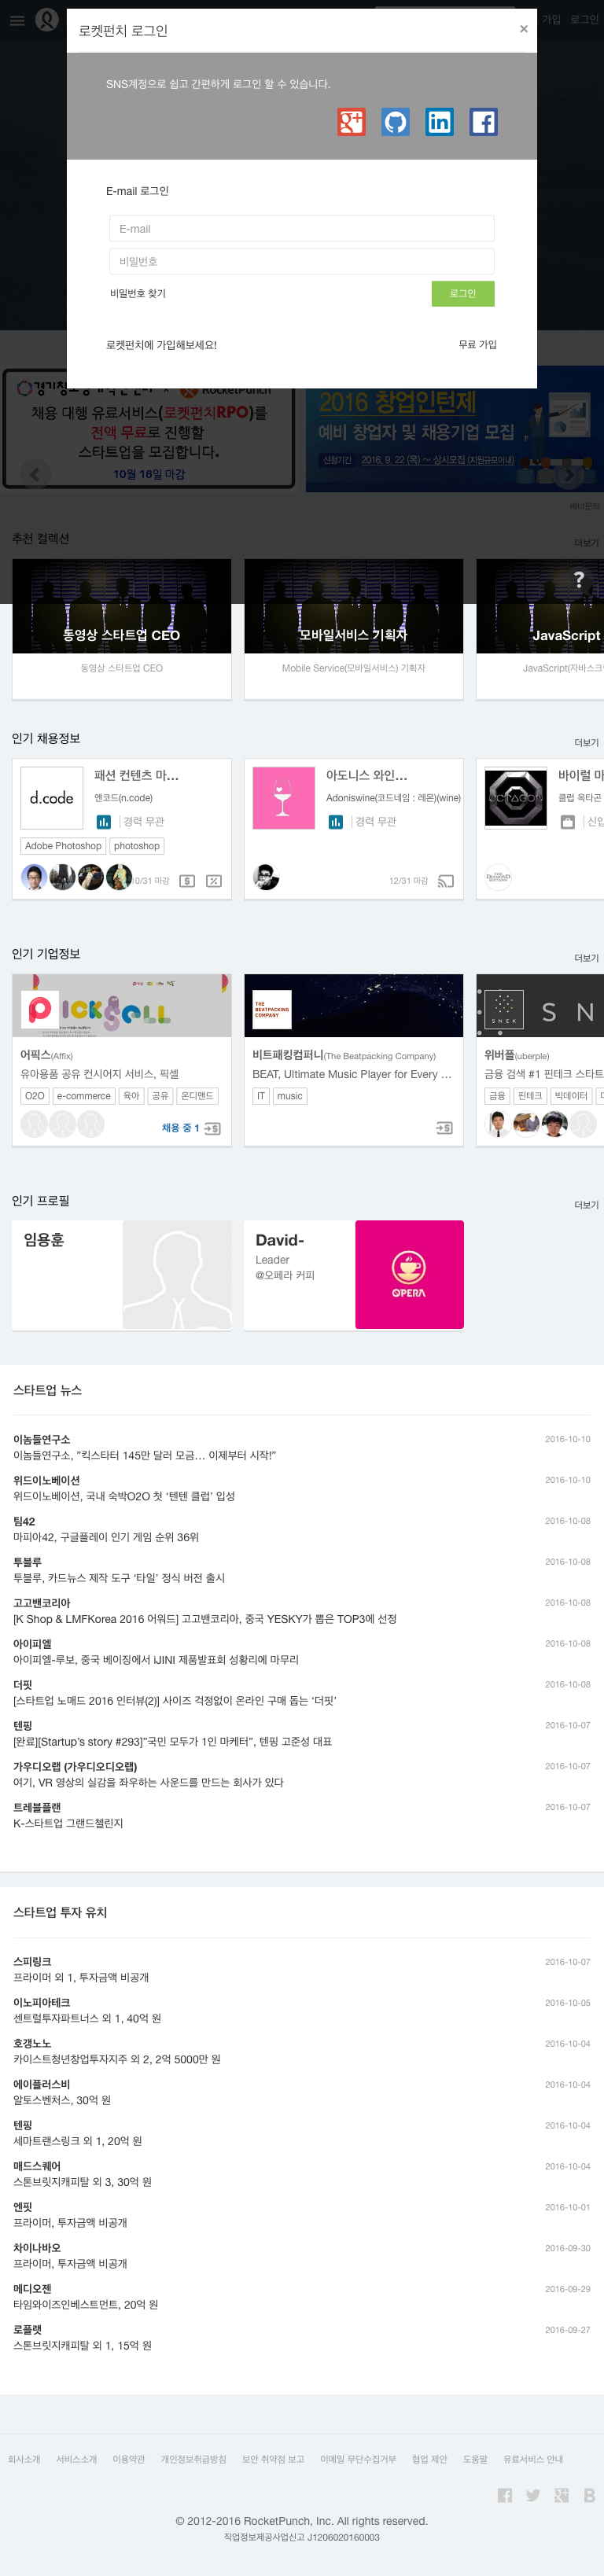 로켓펀치 로그인
×
가입 로그인
SNS계정으로 쉽고 간편하게 로그인 할 수 있습니다.
E-mail 로그인
E-mail
비밀번호
비밀번호 찾기
로그인
로켓펀치에 가입해보세요!
무료 가입
RocketPunch
채용 대행 유료서비스(로켓펀치RPO)를
전액 무료로 진행할
스타트업을 모집합니다.
10월 16일 마감
2016 창업인턴제
예비 창업자 및 채용기업 모집
신청기간 2016. 9. 22 (목) ~ 상시모집 (지원규모이내)
배너문의
추천 컬렉션
더보기
동영상 스타트업 CEO
동영상 스타트업 CEO
모바일서비스 기획자
Mobile Service(모바일서비스) 기획자
?
JavaScript
JavaScript(자바스크
인기 채용정보
더보기
d.code
패션 컨텐츠 마...
엔코드(n.code)
경력 무관
Adobe Photoshop photoshop
0/31 마감
아도니스 와인...
Adoniswine(코드네임 : 레몬)(wine)
경력 무관
12/31 마감
OCTAGON
바이럴 마
클럽 옥타곤
신입
인기 기업정보
더보기
PICKSELL
어픽스(Affix)
유아용품 공유 컨시어지 서비스, 픽셀
O2O e-commerce 육아 공유 온디맨드
채용 중 1
THE BEATPACKING COMPANY
비트패킹컴퍼니(The Beatpacking Company)
BEAT, Ultimate Music Player for Every ...
IT music
SNEK
S N
위버플(uberple)
금융 검색 #1 핀테크 스타트
금융 핀테크 빅데이터
인기 프로필
더보기
임용훈
David-
Leader
@오페라 커피
OPERA
스타트업 뉴스
이놈들연구소 2016-10-10
이놈들연구소, "킥스타터 145만 달러 모금… 이제부터 시작!"
위드이노베이션 2016-10-10
위드이노베이션, 국내 숙박O2O 첫 ‘텐텐 클럽’ 입성
팀42 2016-10-08
마피아42, 구글플레이 인기 게임 순위 36위
투블루 2016-10-08
투블루, 카드뉴스 제작 도구 ‘타일’ 정식 버전 출시
고고밴코리아 2016-10-08
[K Shop & LMFKorea 2016 어워드] 고고밴코리아, 중국 YESKY가 뽑은 TOP3에 선정
아이피엘 2016-10-08
아이피엘-루보, 중국 베이징에서 iJINI 제품발표회 성황리에 마무리
더핏 2016-10-08
[스타트업 노매드 2016 인터뷰(2)] 사이즈 걱정없이 온라인 구매 돕는 ‘더핏’
텐핑 2016-10-07
[완료][Startup’s story #293]"국민 모두가 1인 마케터", 텐핑 고준성 대표
가우디오랩 (가우디오디오랩) 2016-10-07
여기, VR 영상의 실감을 좌우하는 사운드를 만드는 회사가 있다
트레블플랜 2016-10-07
K-스타트업 그랜드챌린지
스타트업 투자 유치
스피링크 2016-10-07
프라이머 외 1, 투자금액 비공개
이노피아테크 2016-10-05
센트럴투자파트너스 외 1, 40억 원
호갱노노 2016-10-04
카이스트청년창업투자지주 외 2, 2억 5000만 원
에이플러스비 2016-10-04
알토스벤처스, 30억 원
텐핑 2016-10-04
세마트랜스링크 외 1, 20억 원
매드스퀘어 2016-10-04
스톤브릿지캐피탈 외 3, 30억 원
엔핏 2016-10-01
프라이머, 투자금액 비공개
차이나바오 2016-09-30
프라이머, 투자금액 비공개
메디오젠 2016-09-29
타임와이즈인베스트먼트, 20억 원
로플랫 2016-09-27
스톤브릿지캐피탈 외 1, 15억 원
회사소개 서비스소개 이용약관 개인정보취급방침 보안 취약점 보고 이메일 무단수집거부 협업 제안 도움말 유료서비스 안내
© 2012-2016 RocketPunch, Inc. All rights reserved.
직업정보제공사업신고 J1206020160003